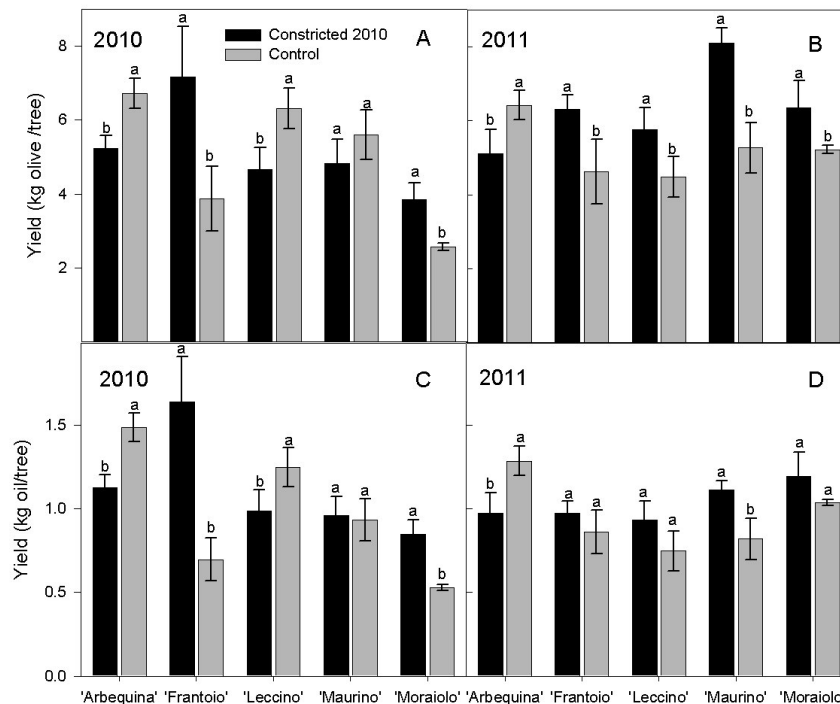 2010
Constricted 2010
Control
A
2011
B
Yield (kg olive /tree)
8
6
4
2
b a a b b a a a a b
b a a b a b a b a b
2010
C
2011
D
Yield (kg oil/tree)
1.5
1.0
0.5
0.0
b a a b b a a a a b
b a a a a a a b a a
'Arbequina' 'Frantoio' 'Leccino' 'Maurino' 'Moraiolo' 'Arbequina' 'Frantoio' 'Leccino' 'Maurino' 'Moraiolo'